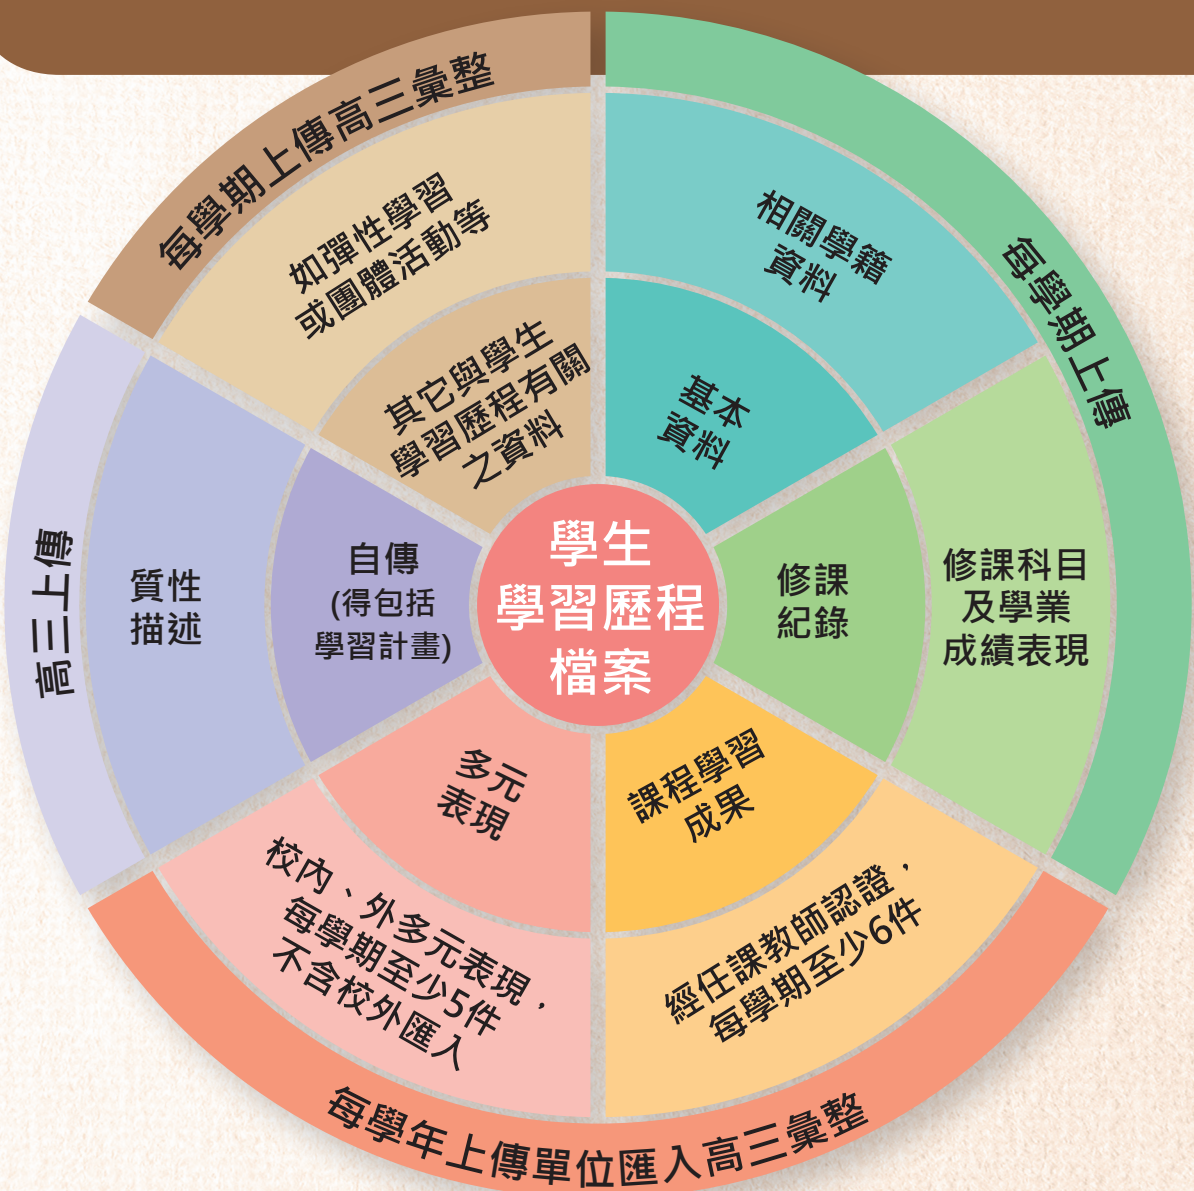 學生
學習歷程
檔案
基本
資料
相關學籍
資料
修課
紀錄
修課科目
及學業
成績表現
每學期上傳
課程學習
成果
經任課教師認證，
每學期至少6件
多元
表現
校內、外多元表現，
每學期至少5件
不含校外匯入
每學年上傳單位匯入高三彙整
自傳
(得包括
學習計畫)
質性
描述
高三上傳
其它與學生
學習歷程有關
之資料
如彈性學習
或團體活動等
每學期上傳高三彙整